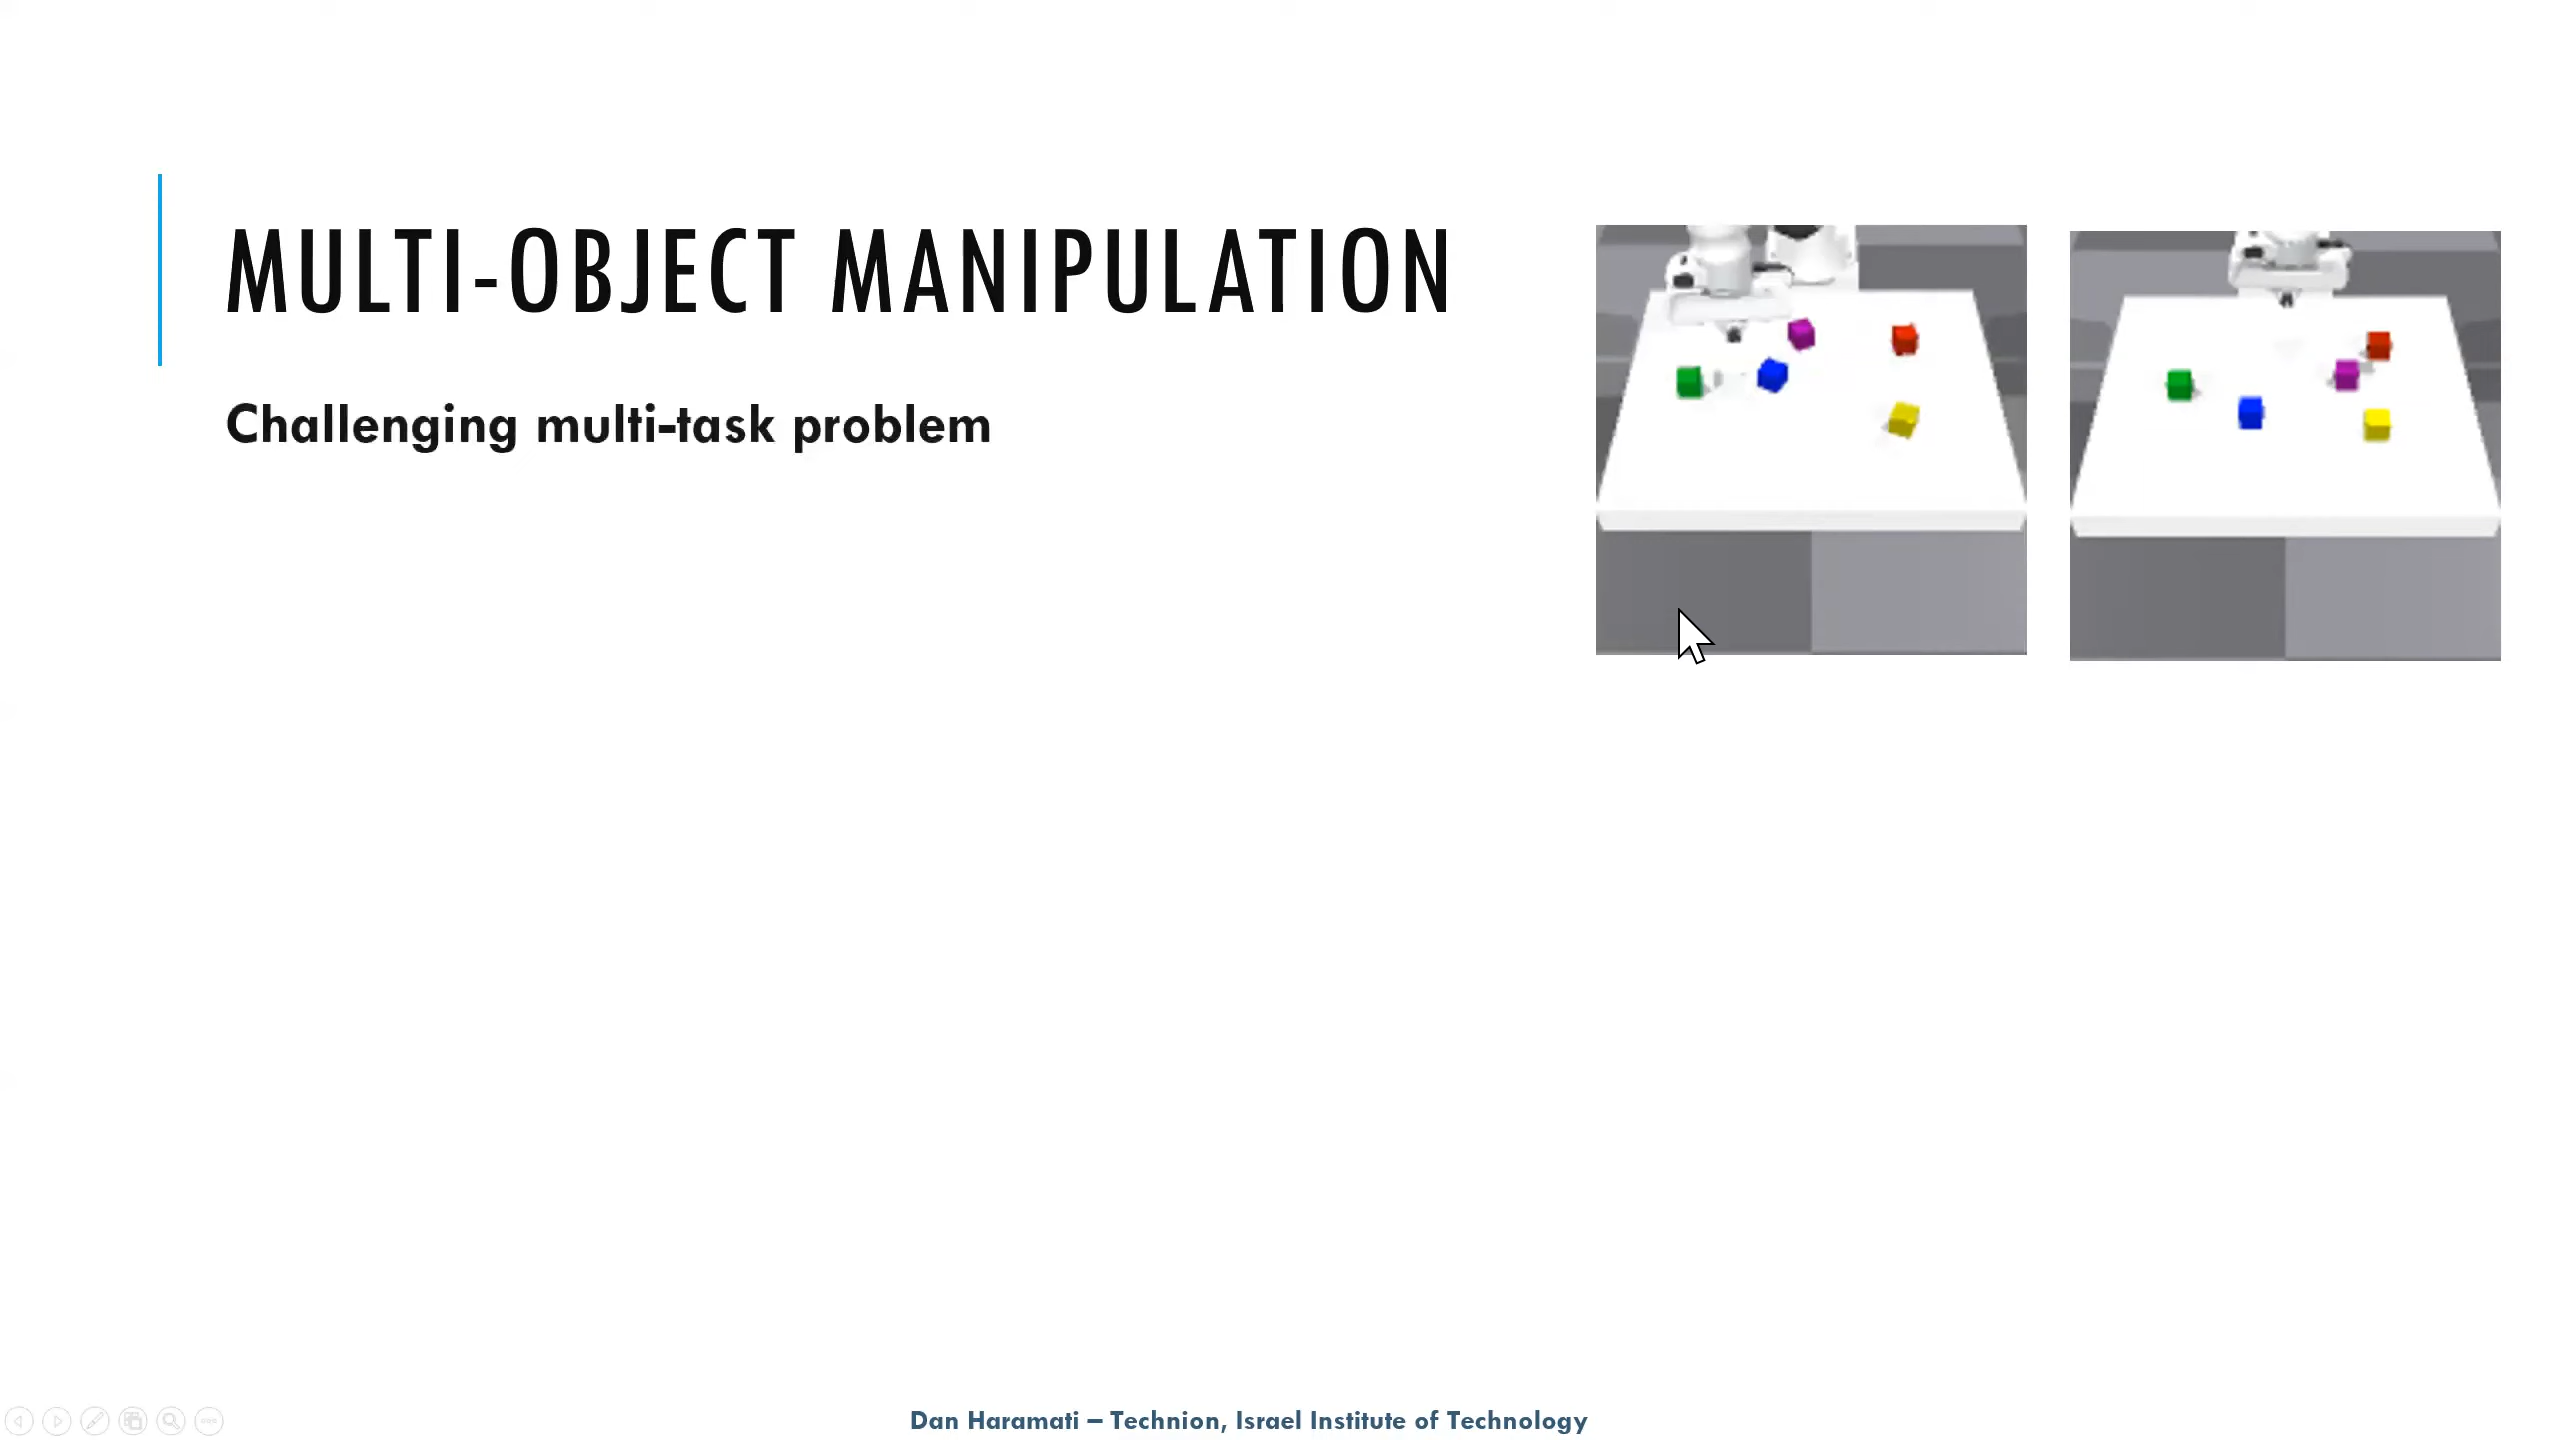 MULTI-OBJECT MANIPULATION
Challenging multi-task problem
Dan Haramati – Technion, Israel Institute of Technology